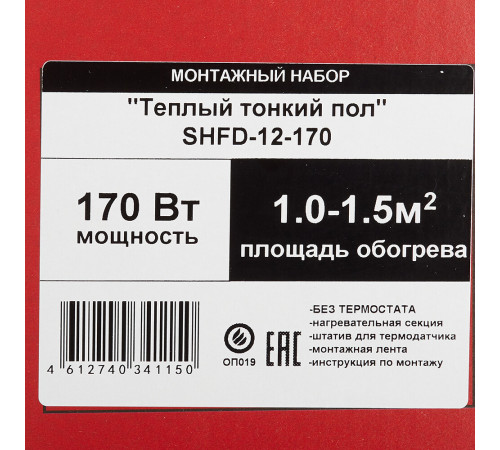 МОНТАЖНЫЙ НАБОР
"Теплый тонкий пол"
SHFD-12-170
170 Вт
мощность
1.0-1.5м²
площадь обогрева
-БЕЗ ТЕРМОСТАТА
-нагревательная секция
-штатив для термодатчика
-монтажная лента
-инструкция по монтажу
ОП019
ЕАС
4 612740 341150